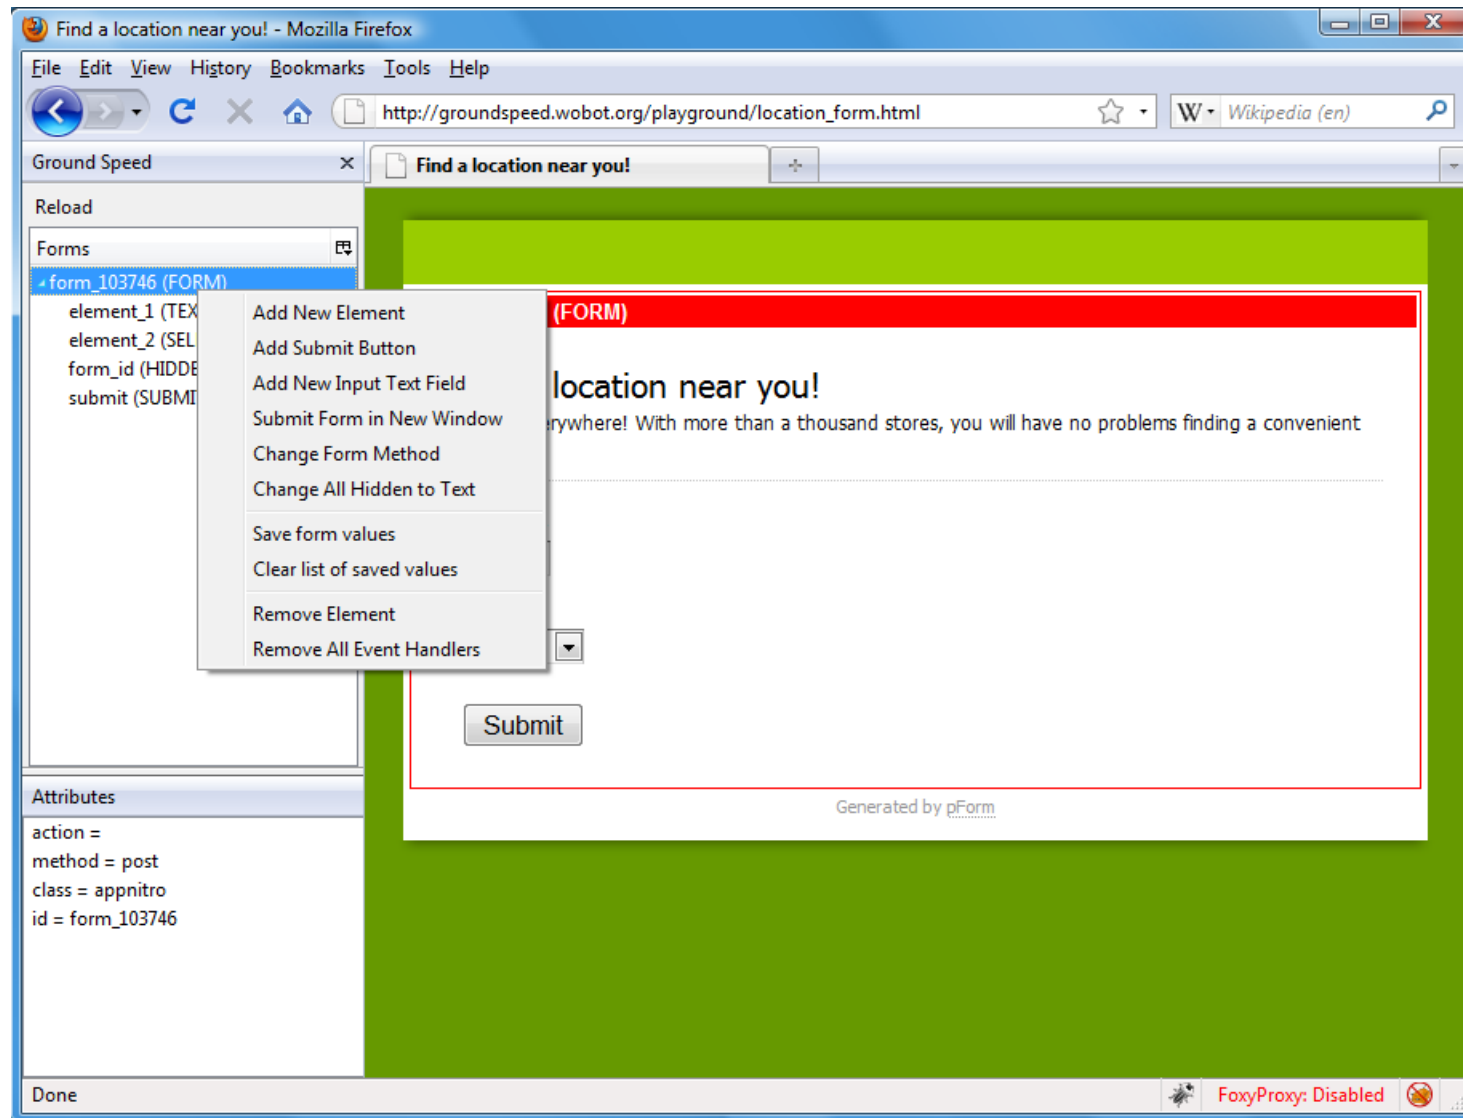 Find a location near you! - Mozilla Firefox
File Edit View History Bookmarks Tools Help
http://groundspeed.wobot.org/playground/location_form.html
W Wikipedia (en)
Ground Speed
Find a location near you!
Reload
Forms
form_103746 (FORM)
element_1 (TEX
element_2 (SEL
form_id (HIDDE
submit (SUBMI
Add New Element
Add Submit Button
Add New Input Text Field
Submit Form in New Window
Change Form Method
Change All Hidden to Text
Save form values
Clear list of saved values
Remove Element
Remove All Event Handlers
(FORM)
location near you!
rywhere! With more than a thousand stores, you will have no problems finding a convenient
Submit
Generated by pForm
Attributes
action =
method = post
class = appnitro
id = form_103746
Done
FoxyProxy: Disabled